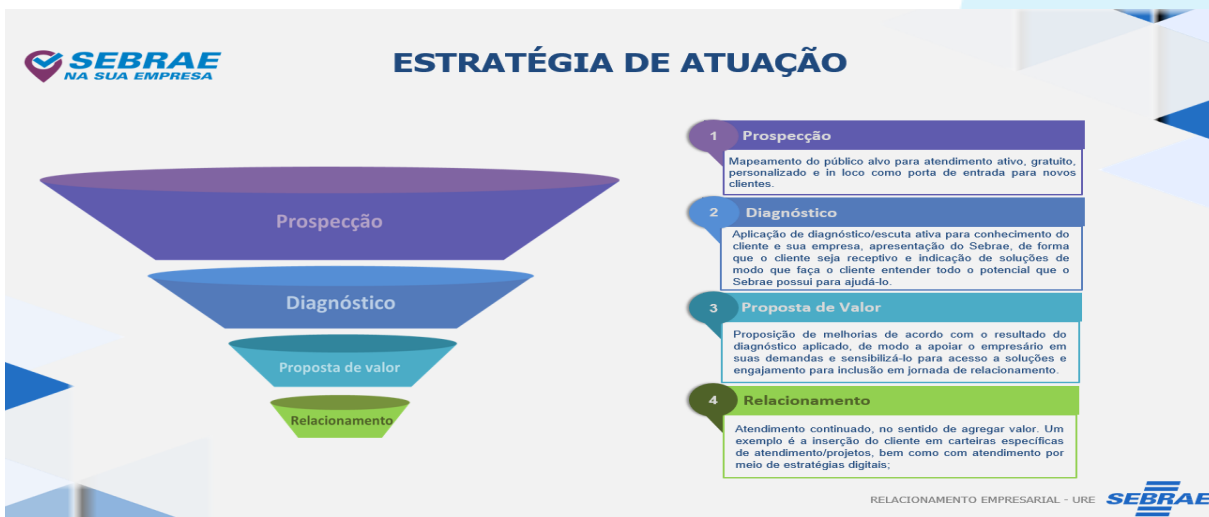 SEBRAE
NA SUA EMPRESA
ESTRATÉGIA DE ATUAÇÃO
Prospecção
Diagnóstico
Proposta de valor
Relacionamento
1 Prospecção
Mapeamento do público alvo para atendimento ativo, gratuito,
personalizado e in loco como porta de entrada para novos
clientes.
2 Diagnóstico
Aplicação de diagnóstico/escuta ativa para conhecimento do
cliente e sua empresa, apresentação do Sebrae, de forma
que o cliente seja receptivo e indicação de soluções de
modo que faça o cliente entender todo o potencial que o
Sebrae possui para ajudá-lo.
3 Proposta de Valor
Proposição de melhorias de acordo com o resultado do
diagnóstico aplicado, de modo a apoiar o empresário em
suas demandas e sensibilizá-lo para acesso a soluções e
engajamento para inclusão em jornada de relacionamento.
4 Relacionamento
Atendimento continuado, no sentido de agregar valor. Um
exemplo é a inserção do cliente em carteiras específicas
de atendimento/projetos, bem como com atendimento por
meio de estratégias digitais;
RELACIONAMENTO EMPRESARIAL - URE
SEBRAE